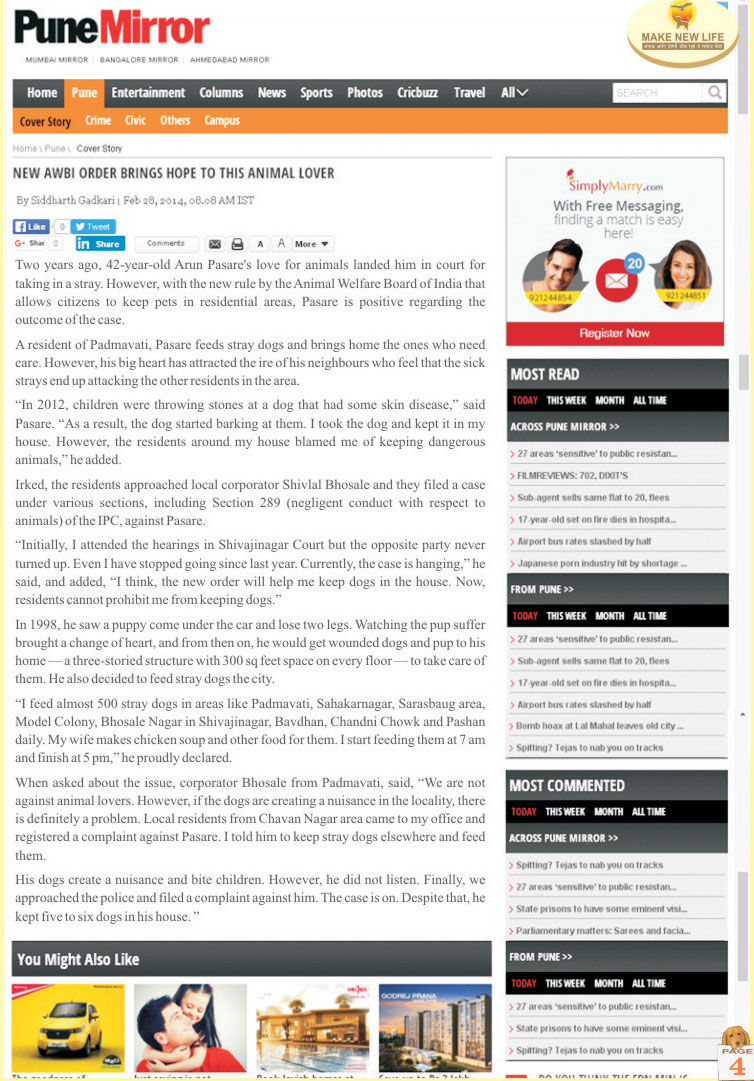 PuneMirror
MAKE NEW LIFE
MUMBAI MIRROR | BANGALORE MIRROR | AHMEDABAD MIRROR
Home Pune Entertainment Columns News Sports Photos Cricbuzz Travel All
SEARCH
Cover Story Crime Civic Others Campus
Home \ Pune \ Cover Story
NEW AWBI ORDER BRINGS HOPE TO THIS ANIMAL LOVER
By Siddharth Gadkari | Feb 28, 2014, 08.08 AM IST
Like 0 Tweet
G+ Shar 0 in Share Comments A A More
Two years ago, 42-year-old Arun Pasare's love for animals landed him in court for
taking in a stray. However, with the new rule by the Animal Welfare Board of India that
allows citizens to keep pets in residential areas, Pasare is positive regarding the
outcome of the case.
A resident of Padmavati, Pasare feeds stray dogs and brings home the ones who need
care. However, his big heart has attracted the ire of his neighbours who feel that the sick
strays end up attacking the other residents in the area.
“In 2012, children were throwing stones at a dog that had some skin disease,” said
Pasare. “As a result, the dog started barking at them. I took the dog and kept it in my
house. However, the residents around my house blamed me of keeping dangerous
animals,” he added.
Irked, the residents approached local corporator Shivlal Bhosale and they filed a case
under various sections, including Section 289 (negligent conduct with respect to
animals) of the IPC, against Pasare.
“Initially, I attended the hearings in Shivajinagar Court but the opposite party never
turned up. Even I have stopped going since last year. Currently, the case is hanging,” he
said, and added, “I think, the new order will help me keep dogs in the house. Now,
residents cannot prohibit me from keeping dogs.”
In 1998, he saw a puppy come under the car and lose two legs. Watching the pup suffer
brought a change of heart, and from then on, he would get wounded dogs and pup to his
home — a three-storied structure with 300 sq feet space on every floor — to take care of
them. He also decided to feed stray dogs the city.
“I feed almost 500 stray dogs in areas like Padmavati, Sahakarnagar, Sarasbaug area,
Model Colony, Bhosale Nagar in Shivajinagar, Bavdhan, Chandni Chowk and Pashan
daily. My wife makes chicken soup and other food for them. I start feeding them at 7 am
and finish at 5 pm,” he proudly declared.
When asked about the issue, corporator Bhosale from Padmavati, said, “We are not
against animal lovers. However, if the dogs are creating a nuisance in the locality, there
is definitely a problem. Local residents from Chavan Nagar area came to my office and
registered a complaint against Pasare. I told him to keep stray dogs elsewhere and feed
them.
His dogs create a nuisance and bite children. However, he did not listen. Finally, we
approached the police and filed a complaint against him. The case is on. Despite that, he
kept five to six dogs in his house. ”
You Might Also Like
GODREJ PRANA
SimplyMarry.com
With Free Messaging,
finding a match is easy
here!
20
921244854 921244851
Register Now
MOST READ
TODAY THIS WEEK MONTH ALL TIME
ACROSS PUNE MIRROR >>
27 areas ‘sensitive’ to public resistan...
FILMREVIEWS: 702, DIXIT'S
Sub-agent sells same flat to 20, flees
17-year-old set on fire dies in hospita...
Airport bus rates slashed by half
Japanese porn industry hit by shortage ...
FROM PUNE >>
TODAY THIS WEEK MONTH ALL TIME
27 areas ‘sensitive’ to public resistan...
Sub-agent sells same flat to 20, flees
17-year-old set on fire dies in hospita...
Airport bus rates slashed by half
Bomb hoax at Lal Mahal leaves old city ...
Spitting? Tejas to nab you on tracks
MOST COMMENTED
TODAY THIS WEEK MONTH ALL TIME
ACROSS PUNE MIRROR >>
Spitting? Tejas to nab you on tracks
27 areas ‘sensitive’ to public resistan...
State prisons to have some eminent visi...
Parliamentary matters: Sarees and facia...
FROM PUNE >>
TODAY THIS WEEK MONTH ALL TIME
27 areas ‘sensitive’ to public resistan...
State prisons to have some eminent visi...
Spitting? Tejas to nab you on tracks
PAGE
4